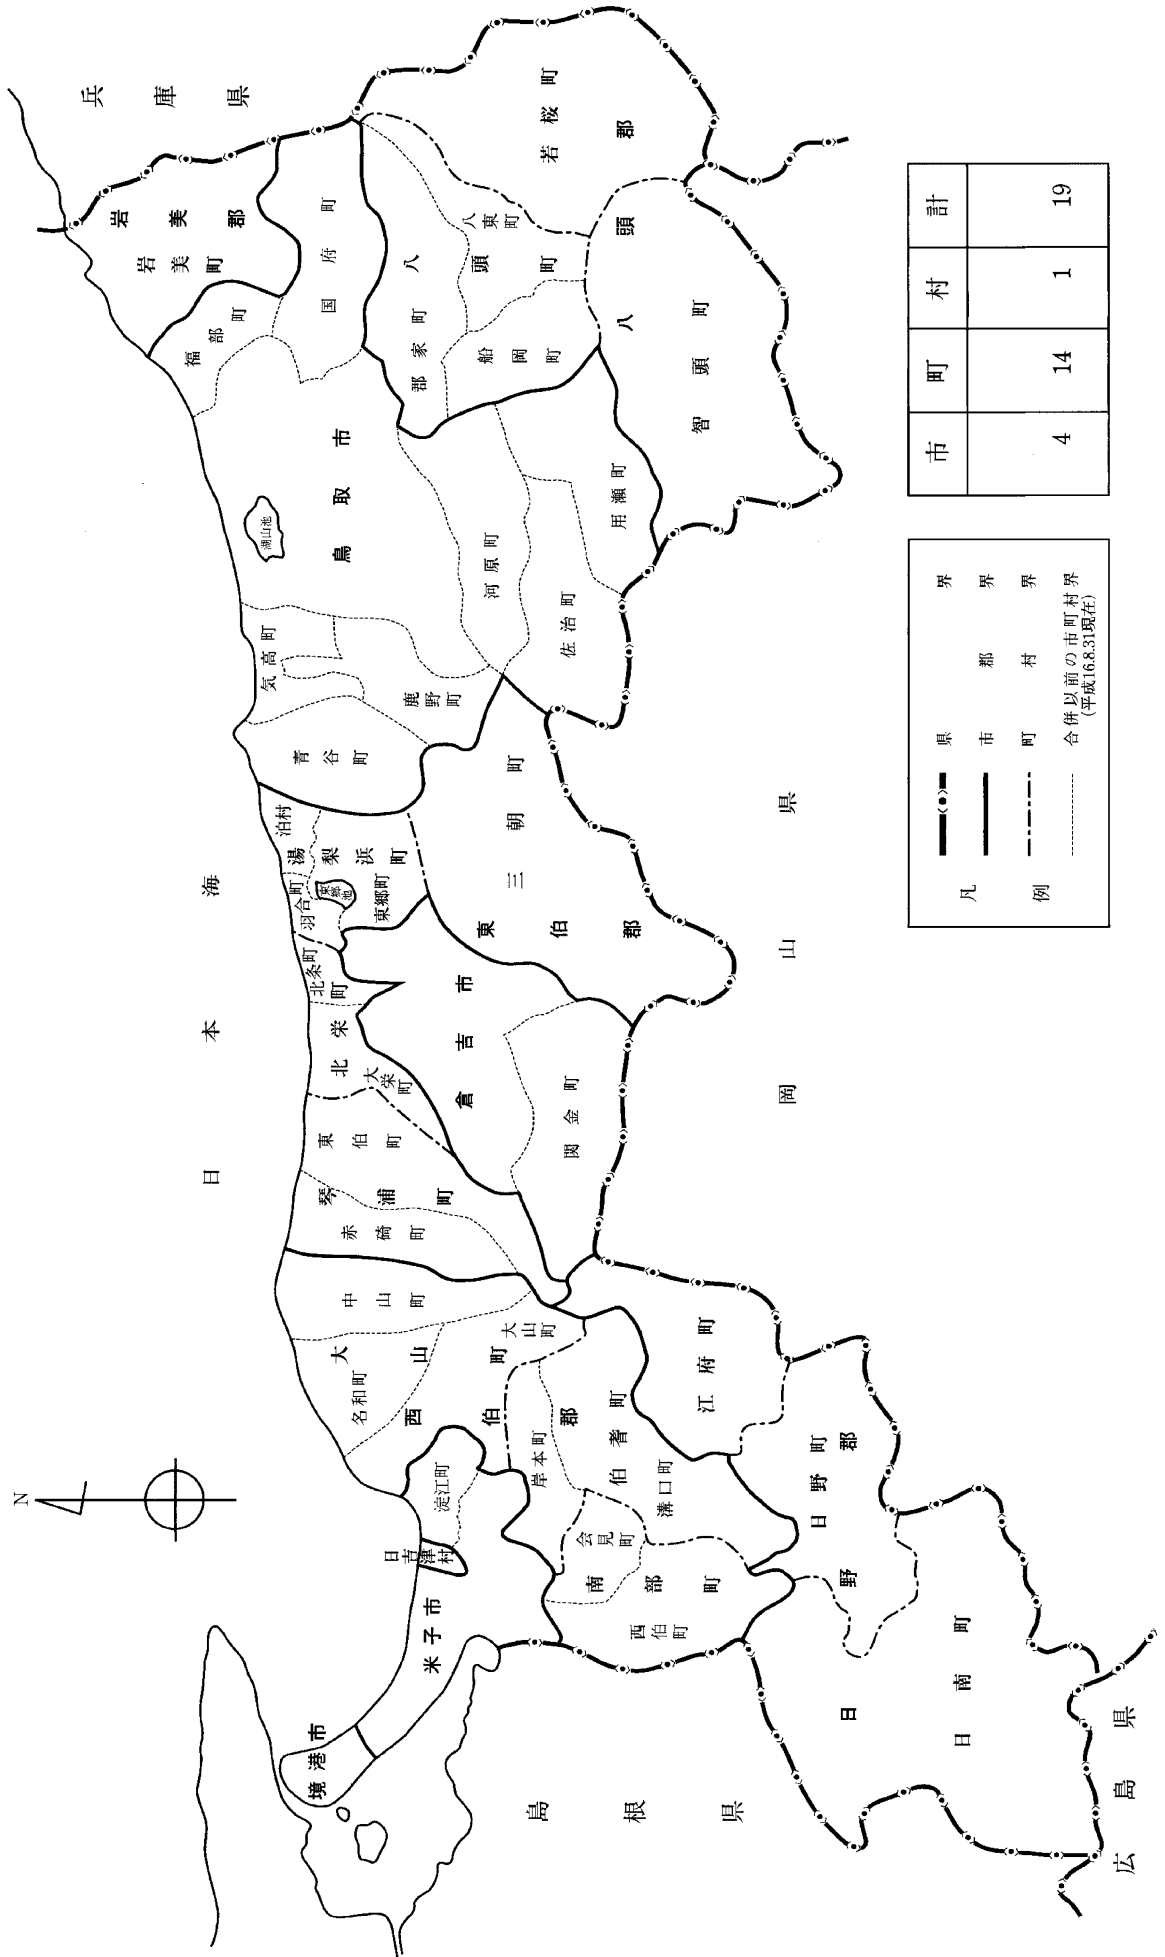 N
日本海
兵庫県
岡山県
島根県
広島県
岩美郡
岩美町
福部町
国府町
鳥取市
湖山池
気高町
鹿野町
青谷町
河原町
佐治町
用瀬町
八頭町
郡家町
船岡町
八東町
若桜町
八頭郡
智頭町
泊村
湯梨浜町
羽合町
東郷池
東郷町
三朝町
東伯郡
北条町
北栄町
大栄町
倉吉市
関金町
東伯町
琴浦町
赤碕町
中山町
大山町
名和町
大山町
西伯郡
淀江町
日吉津村
米子市
境港市
岸本町
伯耆町
溝口町
会見町
南部町
西伯町
江府町
日野町
日野郡
日南町
凡例
県界
市郡界
町村界
合併以前の市町村界
(平成16.8.31現在)
市 町 村 計
4 14 1 19